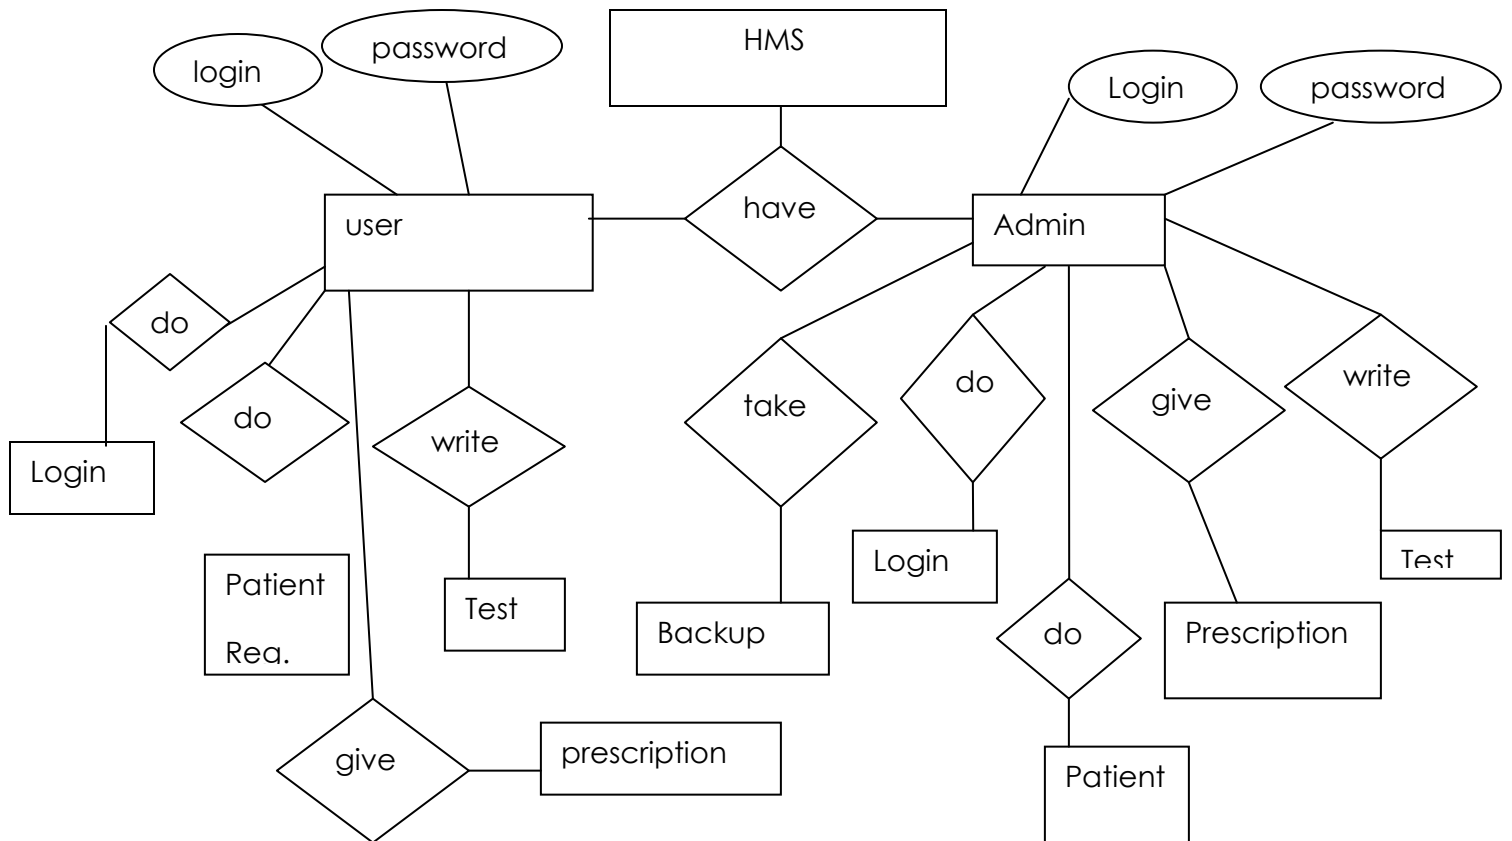 HMS
login
password
Login
password
user
have
Admin
do
do
write
take
do
give
write
Login
Patient
Rea.
Test
Backup
Login
do
Prescription
Test
give
prescription
Patient